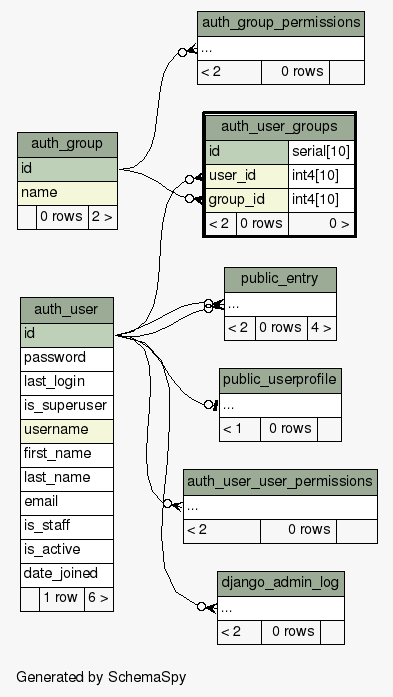 auth_group_permissions
...
< 2 0 rows
auth_group
id
name
0 rows 2 >
auth_user_groups
id serial[10]
user_id int4[10]
group_id int4[10]
< 2 0 rows 0 >
public_entry
...
< 2 0 rows 4 >
auth_user
id
password
last_login
is_superuser
username
first_name
last_name
email
is_staff
is_active
date_joined
1 row 6 >
public_userprofile
...
< 1 0 rows
auth_user_user_permissions
...
< 2 0 rows
django_admin_log
...
< 2 0 rows
Generated by SchemaSpy